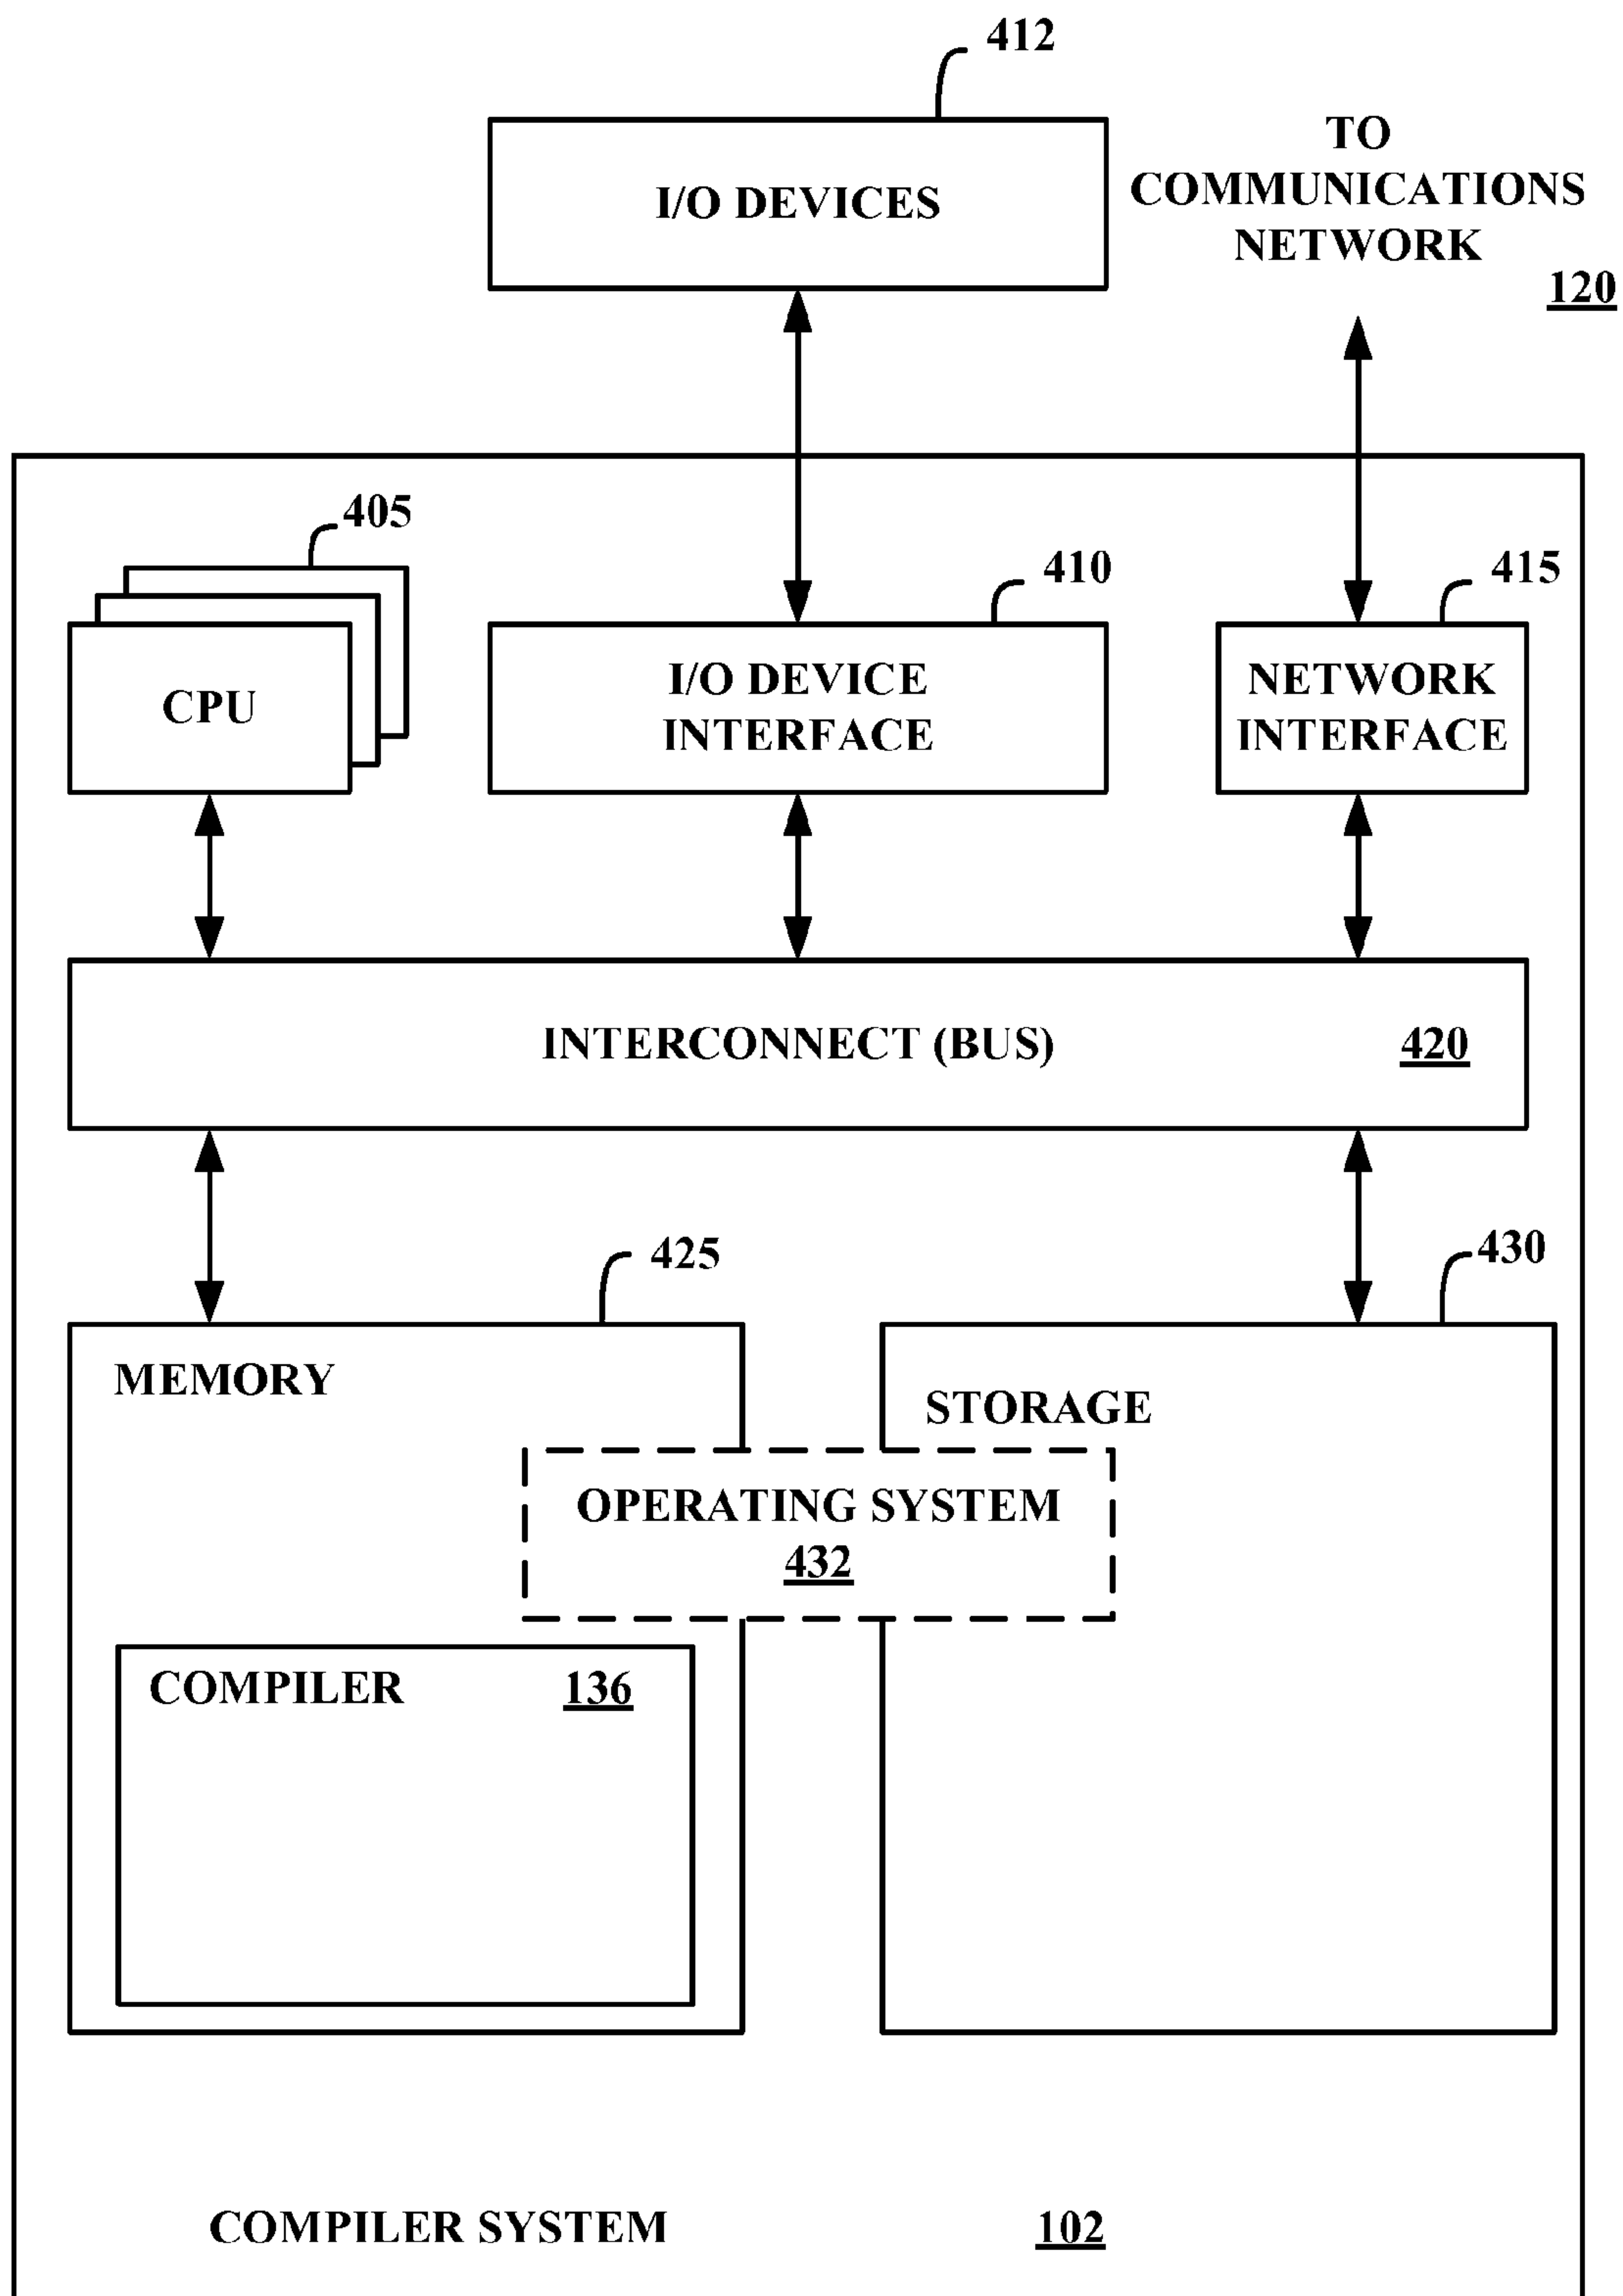 412
I/O DEVICES
TO
COMMUNICATIONS
NETWORK
120
405
CPU
410
I/O DEVICE
INTERFACE
415
NETWORK
INTERFACE
INTERCONNECT (BUS) 420
425
MEMORY
430
STORAGE
OPERATING SYSTEM
432
COMPILER 136
COMPILER SYSTEM 102